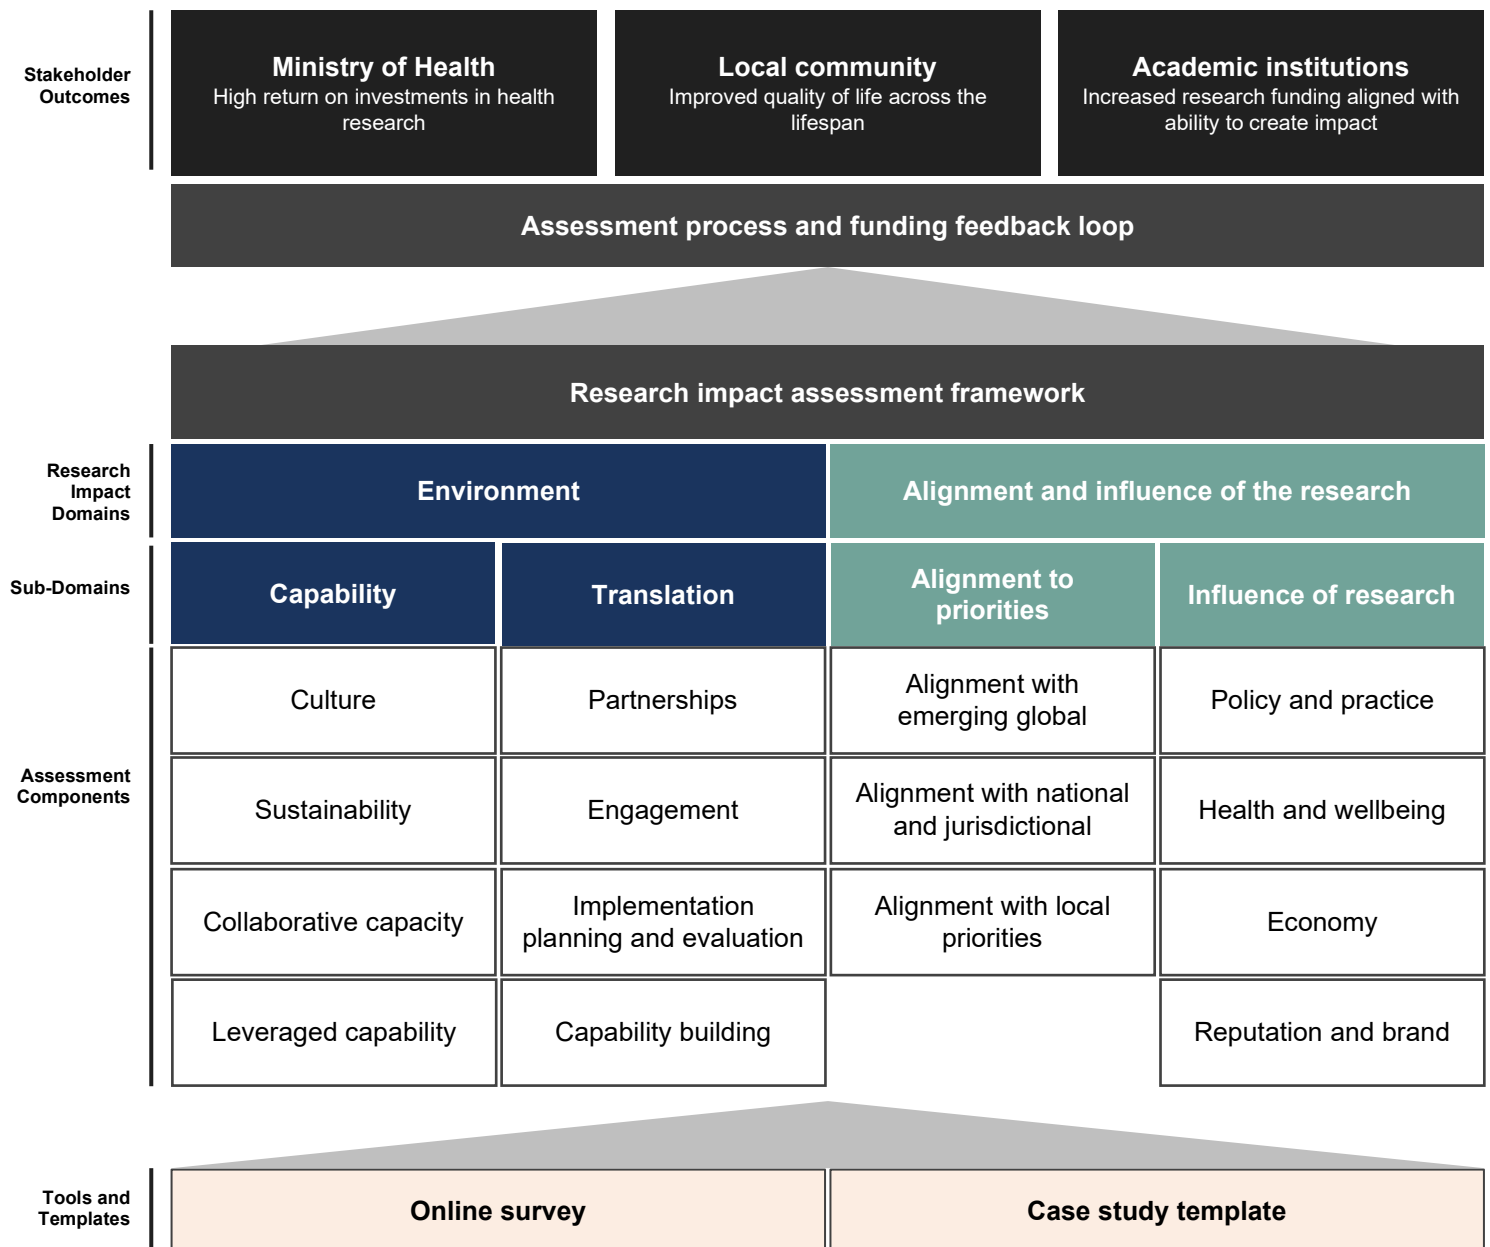 Stakeholder
Outcomes
Ministry of Health
High return on investments in health
research
Local community
Improved quality of life across the
lifespan
Academic institutions
Increased research funding aligned with
ability to create impact
Assessment process and funding feedback loop
Research impact assessment framework
Research
Impact
Domains
Environment
Alignment and influence of the research
Sub-Domains
Capability
Translation
Alignment to
priorities
Influence of research
Assessment
Components
Culture
Partnerships
Alignment with
emerging global
Policy and practice
Sustainability
Engagement
Alignment with national
and jurisdictional
Health and wellbeing
Collaborative capacity
Implementation
planning and evaluation
Alignment with local
priorities
Economy
Leveraged capability
Capability building
Reputation and brand
Tools and
Templates
Online survey
Case study template